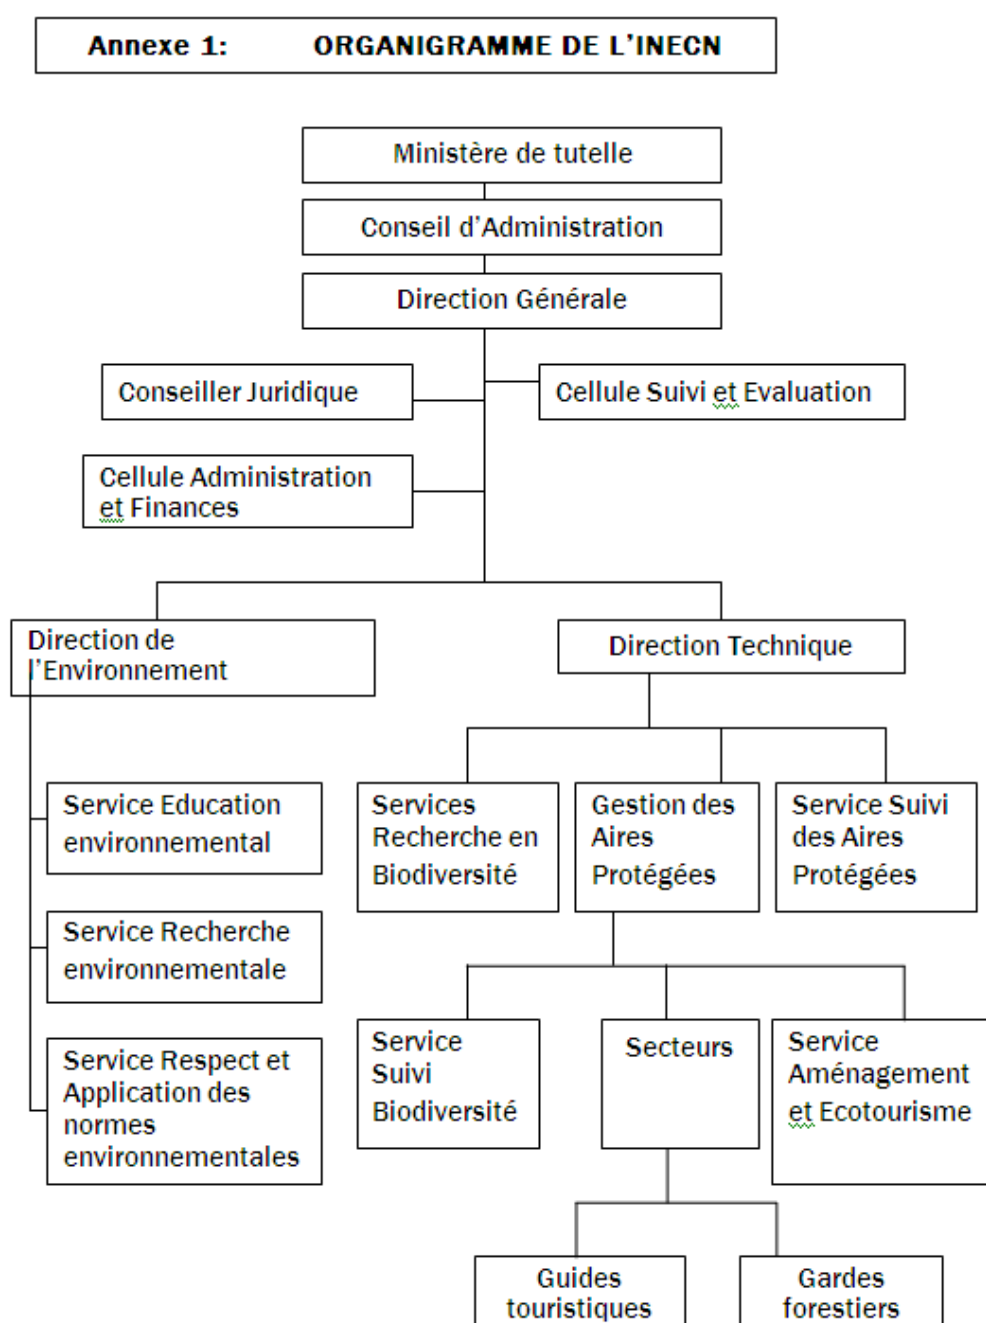 Annexe 1: ORGANIGRAMME DE L'INECN
Ministère de tutelle
Conseil d'Administration
Direction Générale
Conseiller Juridique
Cellule Suivi et Evaluation
Cellule Administration
et Finances
Direction de
l'Environnement
Direction Technique
Service Education
environnemental
Service Recherche
environnementale
Service Respect et
Application des
normes
environnementales
Services
Recherche en
Biodiversité
Gestion des
Aires
Protégées
Service Suivi
des Aires
Protégées
Service
Suivi
Biodiversité
Secteurs
Service
Aménagement
et Ecotourisme
Guides
touristiques
Gardes
forestiers